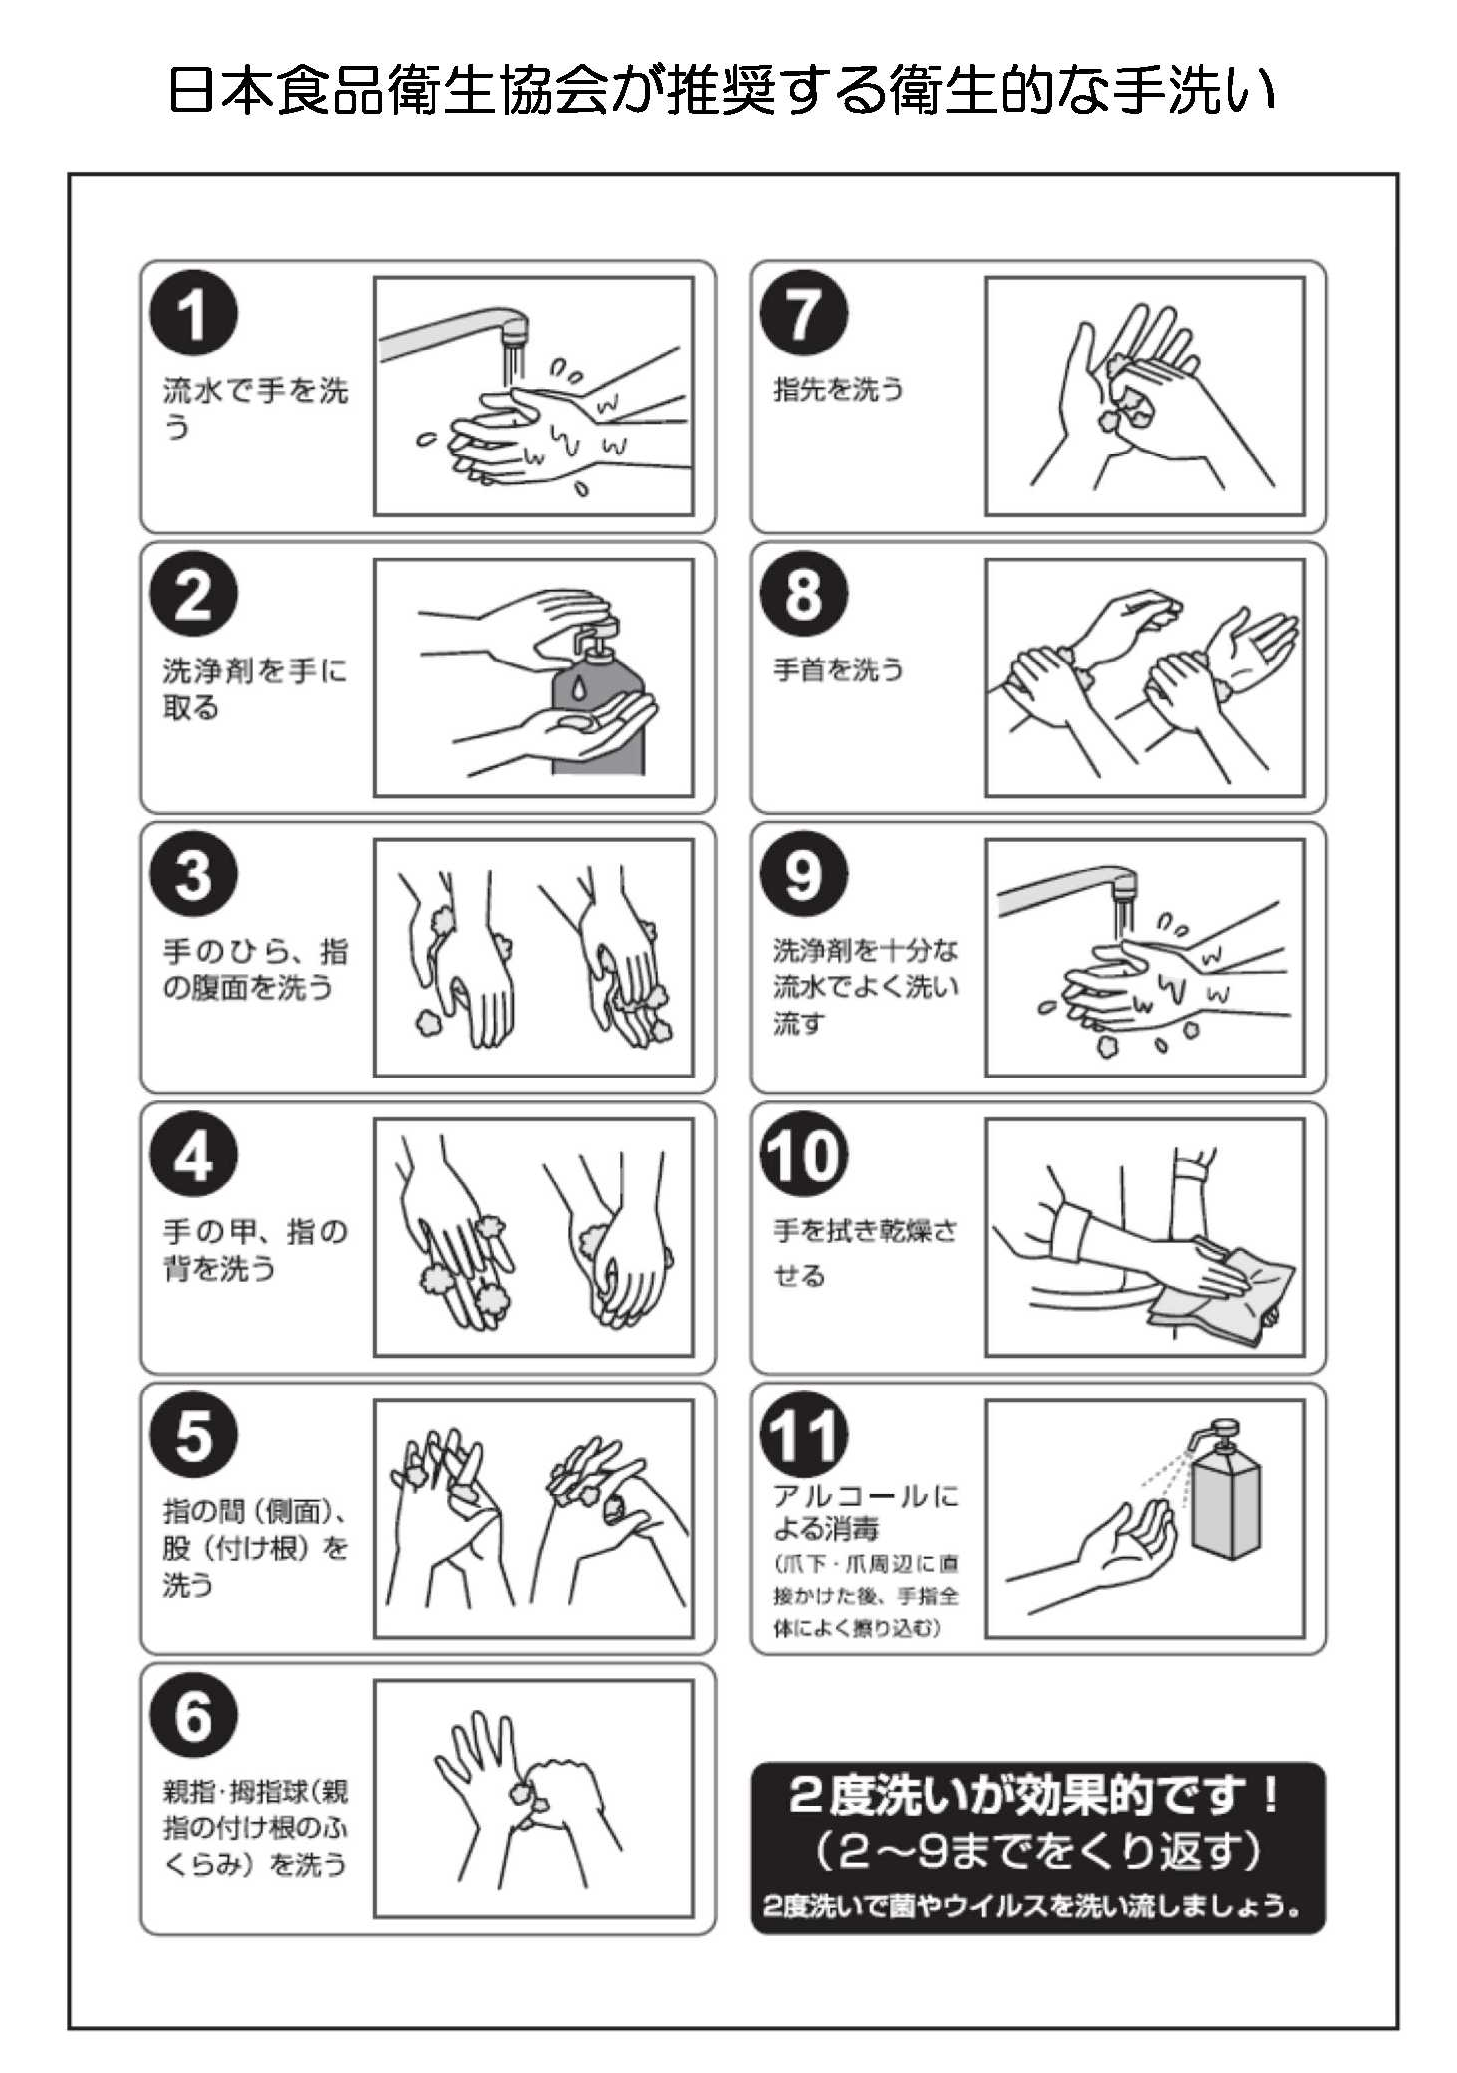 日本食品衛生協会が推奨する衛生的な手洗い
1
流水で手を洗
う
2
洗浄剤を手に
取る
3
手のひら、指
の腹面を洗う
4
手の甲、指の
背を洗う
5
指の間（側面）、
股（付け根）を
洗う
6
親指・拇指球（親
指の付け根のふ
くらみ）を洗う
7
指先を洗う
8
手首を洗う
9
洗浄剤を十分な
流水でよく洗い
流す
10
手を拭き乾燥さ
せる
11
アルコールに
よる消毒
（爪下・爪周辺に直
接かけた後、手指全
体によく擦り込む）
２度洗いが効果的です！
（２～９までをくり返す）
2度洗いで菌やウイルスを洗い流しましょう。